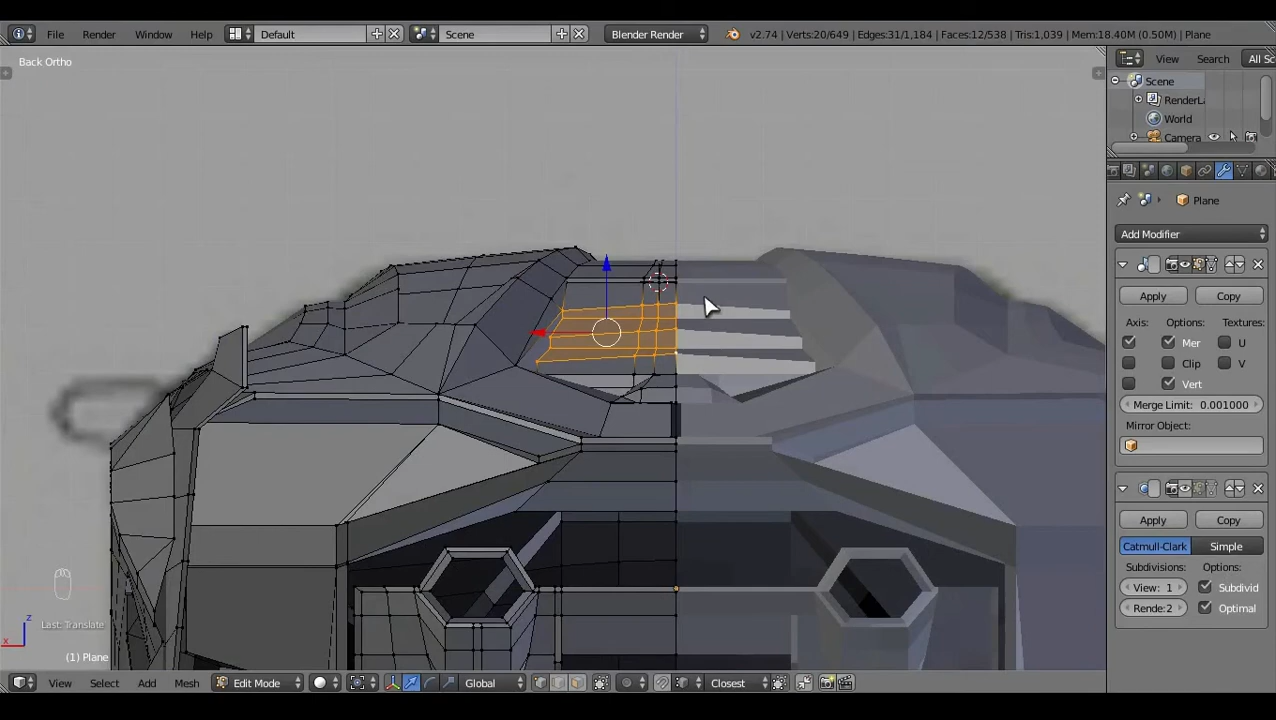 File Render Window Help Default Scene Blender Render v2.74 | Verts:20/649 | Edges:31/1,184 | Faces:12/538 | Tris:1,039 | Mem:18.40M (0.50M) | Plane
Back Ortho
View Search All Sc
Scene
RenderLa
World
Camera
Plane
Add Modifier
Apply Copy
Axis: Options: Textures:
Mer U
Clip V
Vert
Merge Limit: 0.001000
Mirror Object:
Apply Copy
Catmull-Clark Simple
Subdivisions: Options:
View: 1 Subdivid
Rende:2 Optimal
Last: Translate
z
x
(1) Plane
View Select Add Mesh Edit Mode Global Closest